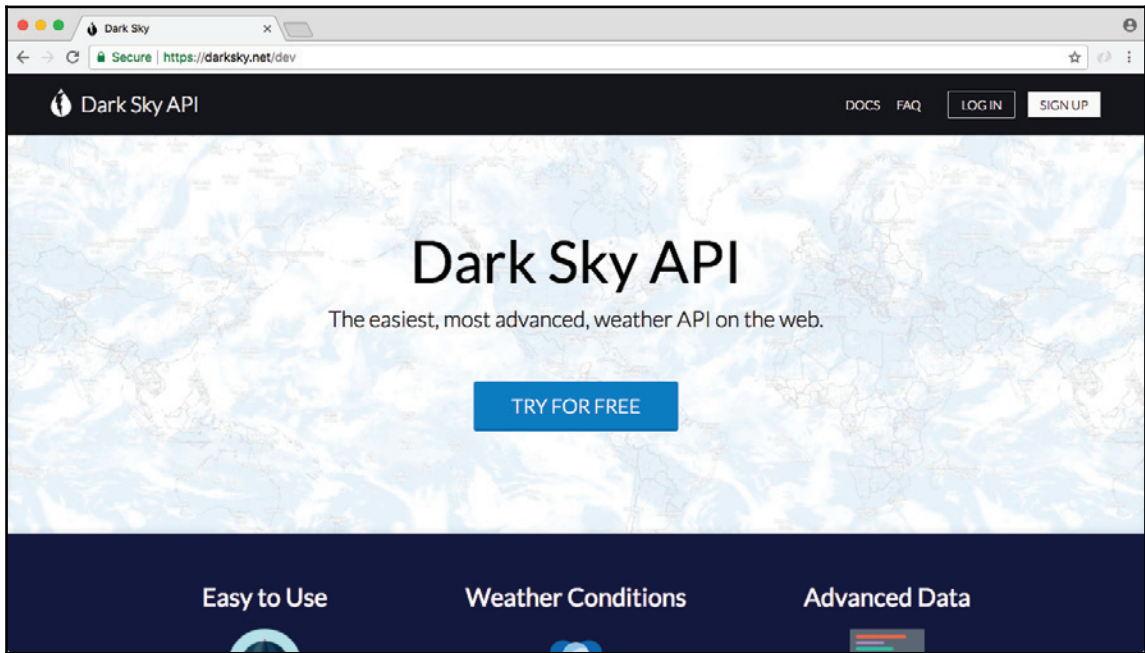 Dark Sky
Secure | https://darksky.net/dev
Dark Sky API
DOCS FAQ LOG IN SIGN UP
Dark Sky API
The easiest, most advanced, weather API on the web.
TRY FOR FREE
Easy to Use Weather Conditions Advanced Data